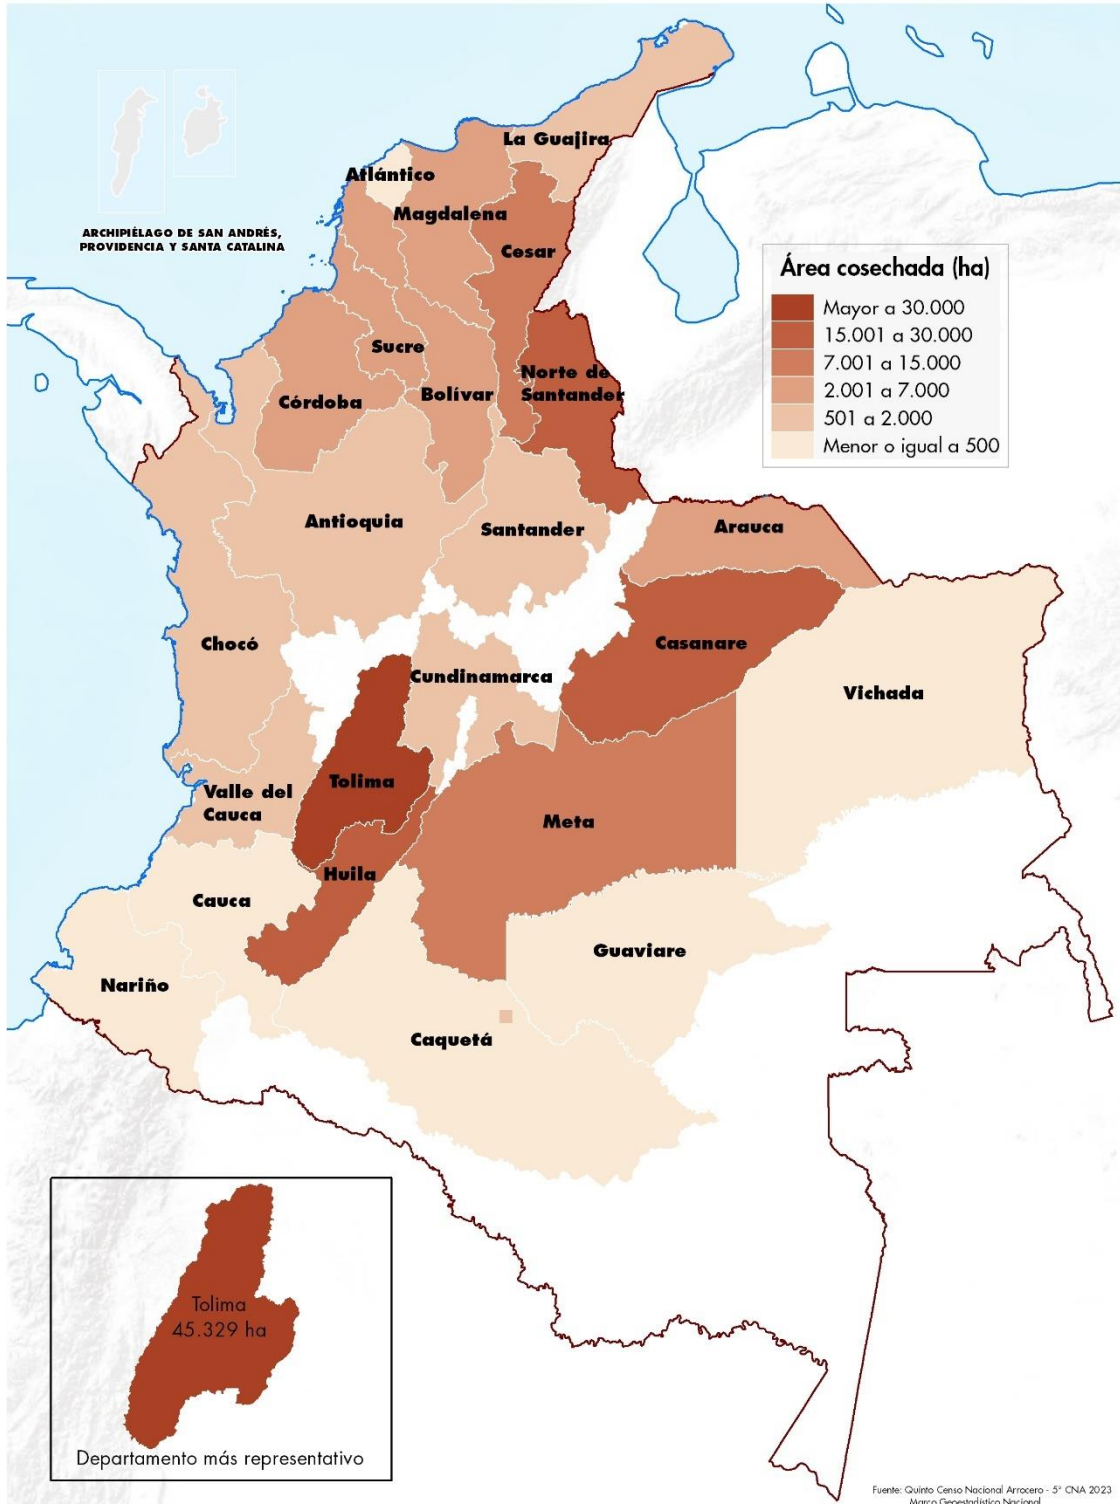 La Guajira
Atlántico
Magdalena
ARCHIPIÉLAGO DE SAN ANDRÉS,
PROVIDENCIA Y SANTA CATALINA
Cesar
Área cosechada (ha)
Mayor a 30.000
15.001 a 30.000
7.001 a 15.000
2.001 a 7.000
501 a 2.000
Menor o igual a 500
Sucre
Norte de
Santander
Córdoba
Bolívar
Antioquia
Santander
Arauca
Chocó
Casanare
Cundinamarca
Vichada
Tolima
Valle del
Cauca
Meta
Huila
Cauca
Guaviare
Nariño
Caquetá
Tolima
45.329 ha
Departamento más representativo
Fuente: Quinto Censo Nacional Arrocero - 5° CNA 2023
Marco Geoestadístico Nacional